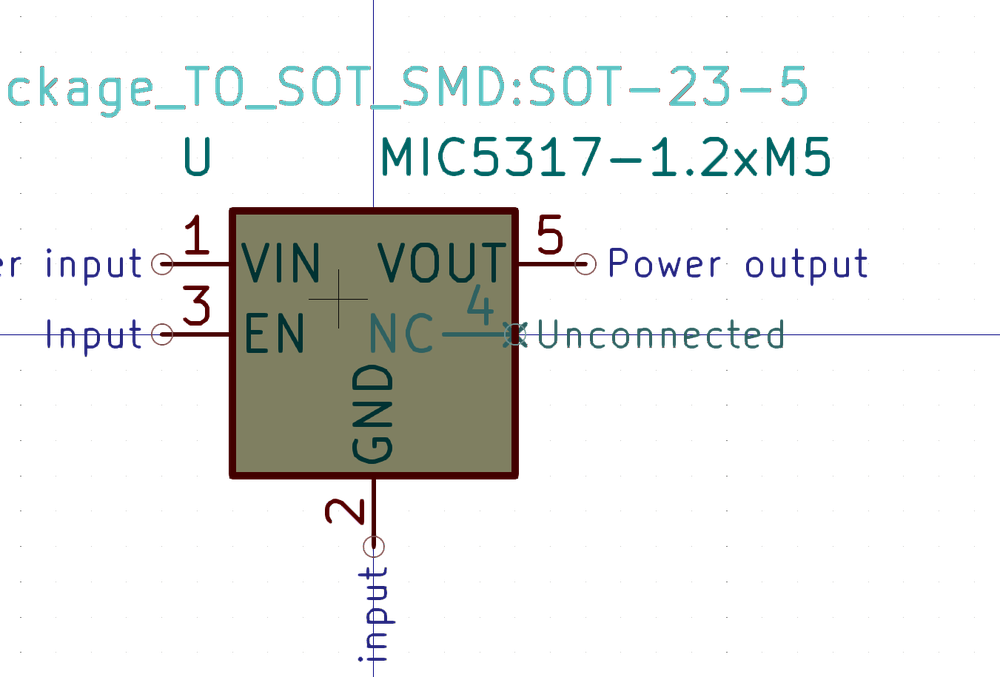 ckage_TO_SOT_SMD:SOT-23-5
U MIC5317-1.2xM5
er input 1 VIN VOUT 5 Power output
Input 3 EN NC 4 Unconnected
GND
2
input